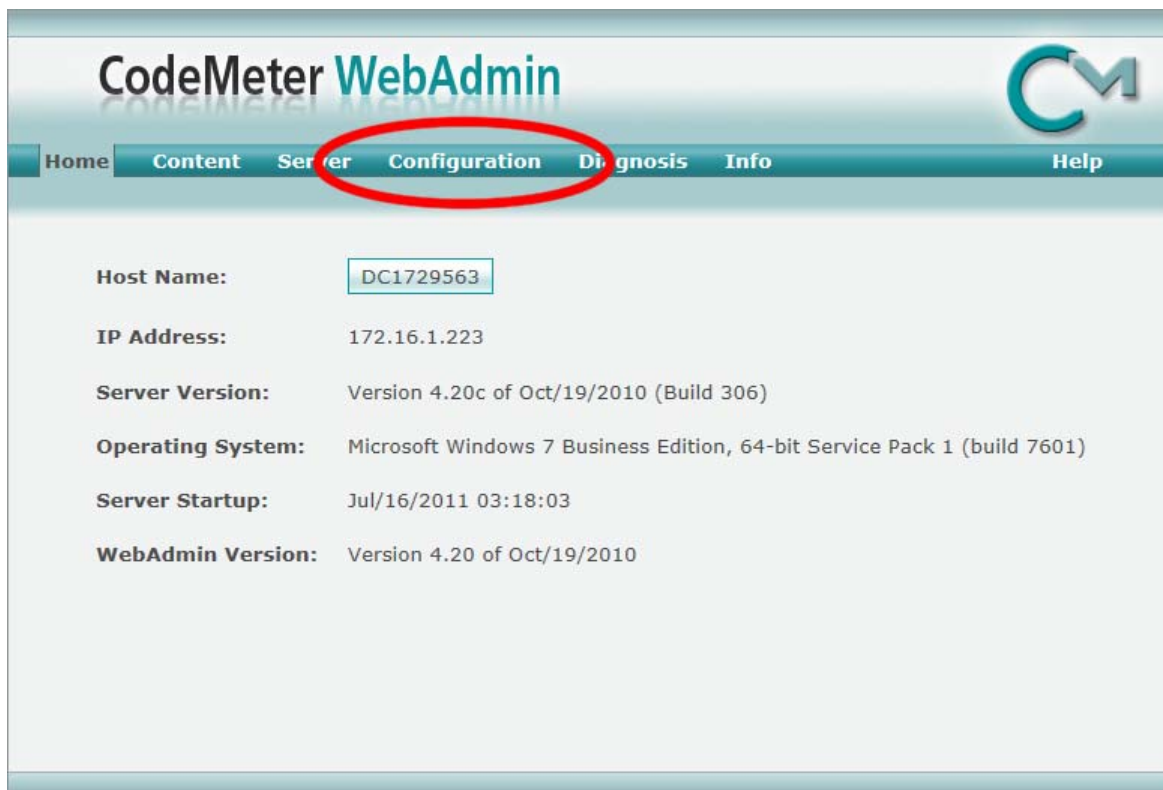 CodeMeter WebAdmin
CM
Home Content Server Configuration Diagnosis Info Help
Host Name: DC1729563
IP Address: 172.16.1.223
Server Version: Version 4.20c of Oct/19/2010 (Build 306)
Operating System: Microsoft Windows 7 Business Edition, 64-bit Service Pack 1 (build 7601)
Server Startup: Jul/16/2011 03:18:03
WebAdmin Version: Version 4.20 of Oct/19/2010